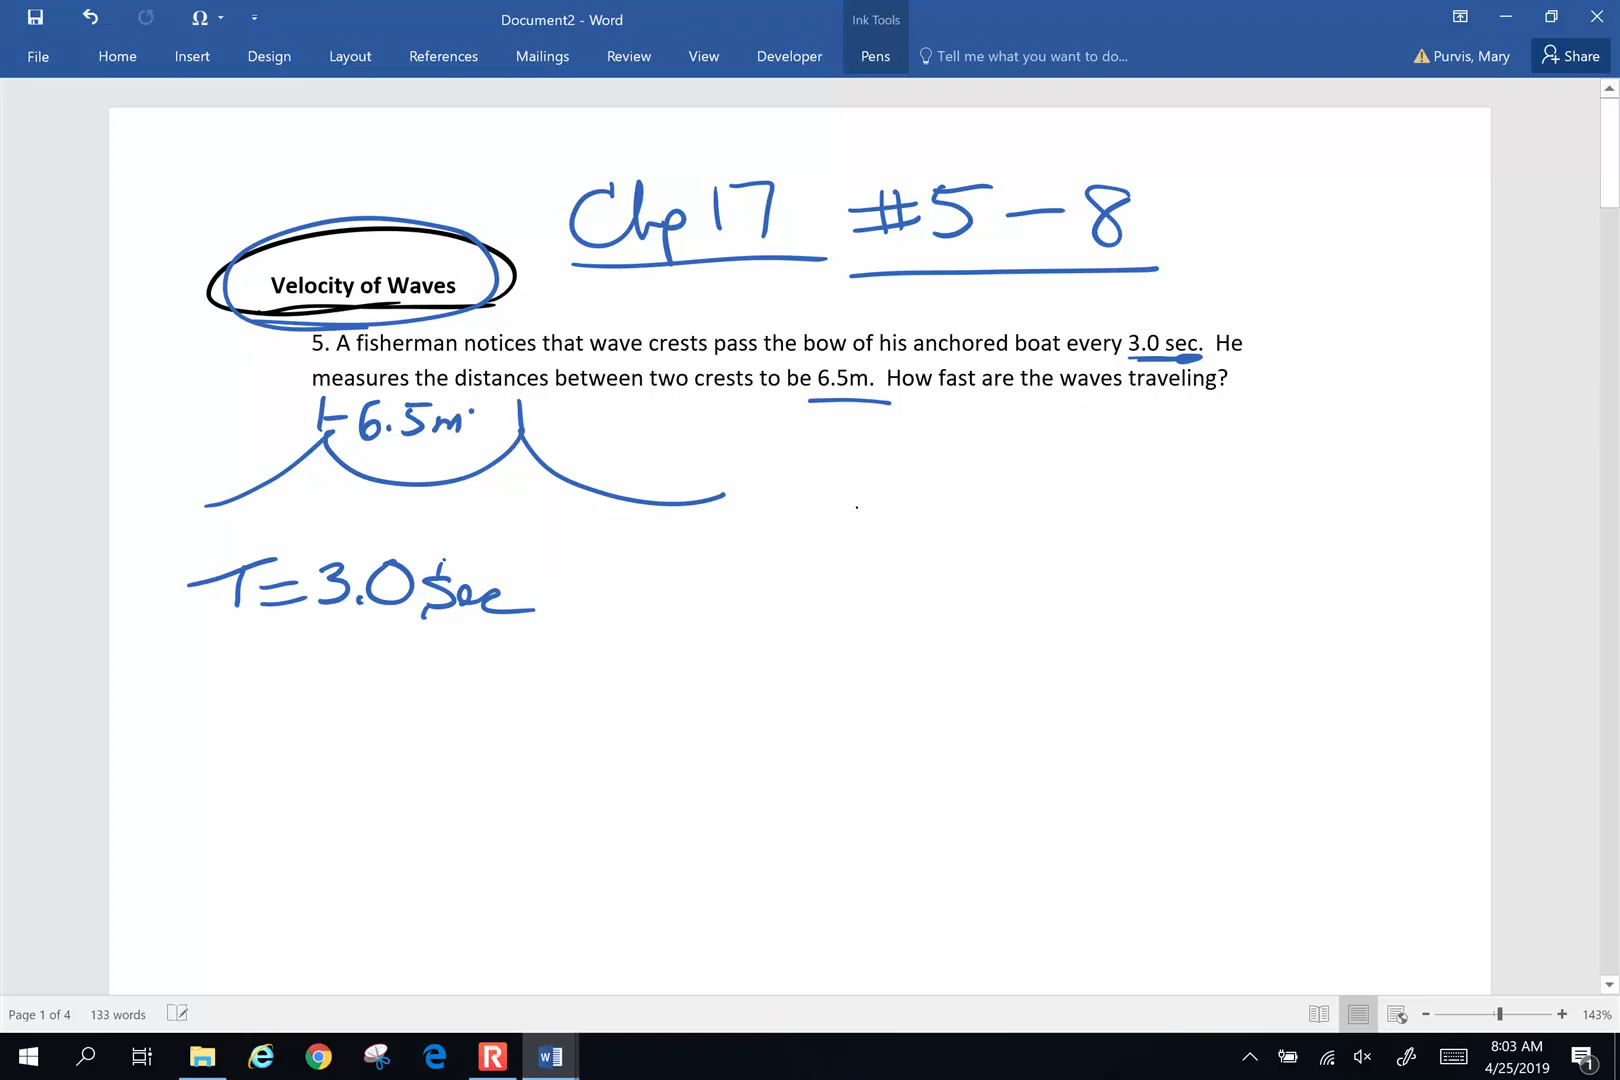 Document2 - Word
Ink Tools
File Home Insert Design Layout References Mailings Review View Developer Pens Tell me what you want to do... Purvis, Mary Share
Chp 17 #5-8
Velocity of Waves
5. A fisherman notices that wave crests pass the bow of his anchored boat every 3.0 sec. He
measures the distances between two crests to be 6.5m. How fast are the waves traveling?
6.5m
T=3.0 sec
Page 1 of 4 133 words 143%
8:03 AM
4/25/2019
1